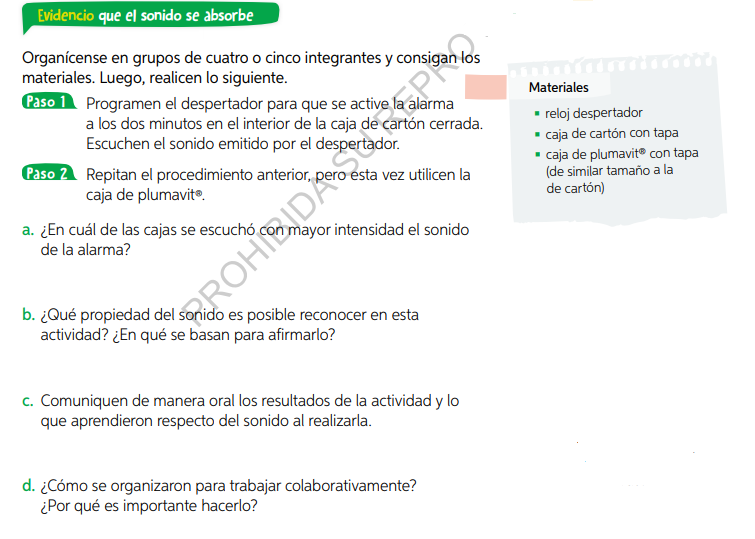 Evidencio que el sonido se absorbe
Organícense en grupos de cuatro o cinco integrantes y consigan los
materiales. Luego, realicen lo siguiente.
Paso 1 Programen el despertador para que se active la alarma
a los dos minutos en el interior de la caja de cartón cerrada.
Escuchen el sonido emitido por el despertador.
Paso 2 Repitan el procedimiento anterior, pero esta vez utilicen la
caja de plumavit®.
a. ¿En cuál de las cajas se escuchó con mayor intensidad el sonido
de la alarma?
b. ¿Qué propiedad del sonido es posible reconocer en esta
actividad? ¿En qué se basan para afirmarlo?
c. Comuniquen de manera oral los resultados de la actividad y lo
que aprendieron respecto del sonido al realizarla.
d. ¿Cómo se organizaron para trabajar colaborativamente?
¿Por qué es importante hacerlo?
Materiales
▪ reloj despertador
▪ caja de cartón con tapa
▪ caja de plumavit® con tapa
(de similar tamaño a la
de cartón)
PROHIBIDA SU REPRO